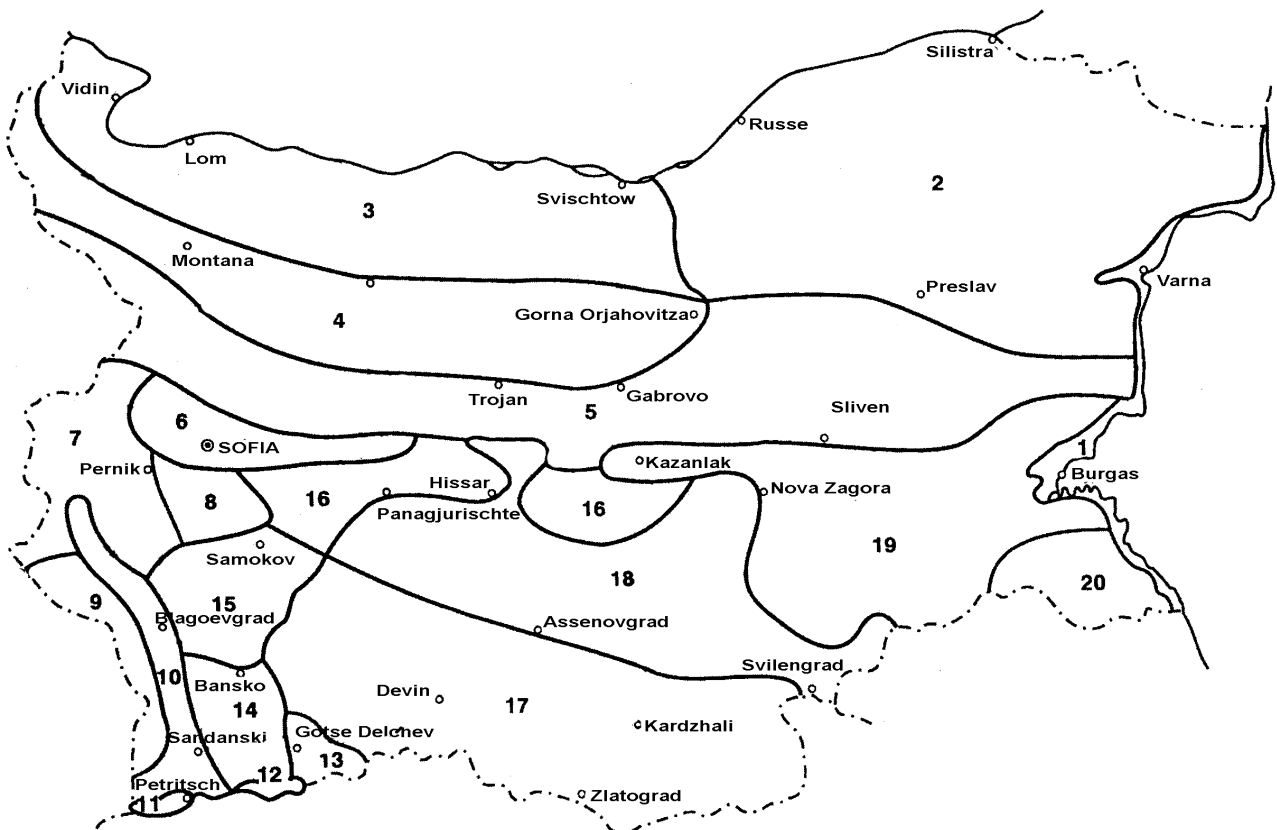 Silistra
Vidin
Russe
Lom
2
Svischtow
3
Montana
Varna
Preslav
Gorna Orjahovitza
4
Trojan
Gabrovo
5
Sliven
6
7
SOFIA
1
Pernik
Kazanlak
Burgas
Hissar
Nova Zagora
8
16
16
Panagjurischte
19
Samokov
18
20
9
15
Blagoevgrad
Assenovgrad
Svilengrad
10
Bansko
Devin
14
17
Kardzhali
Sandanski
Gotse Delchev
13
12
Petritsch
11
Zlatograd